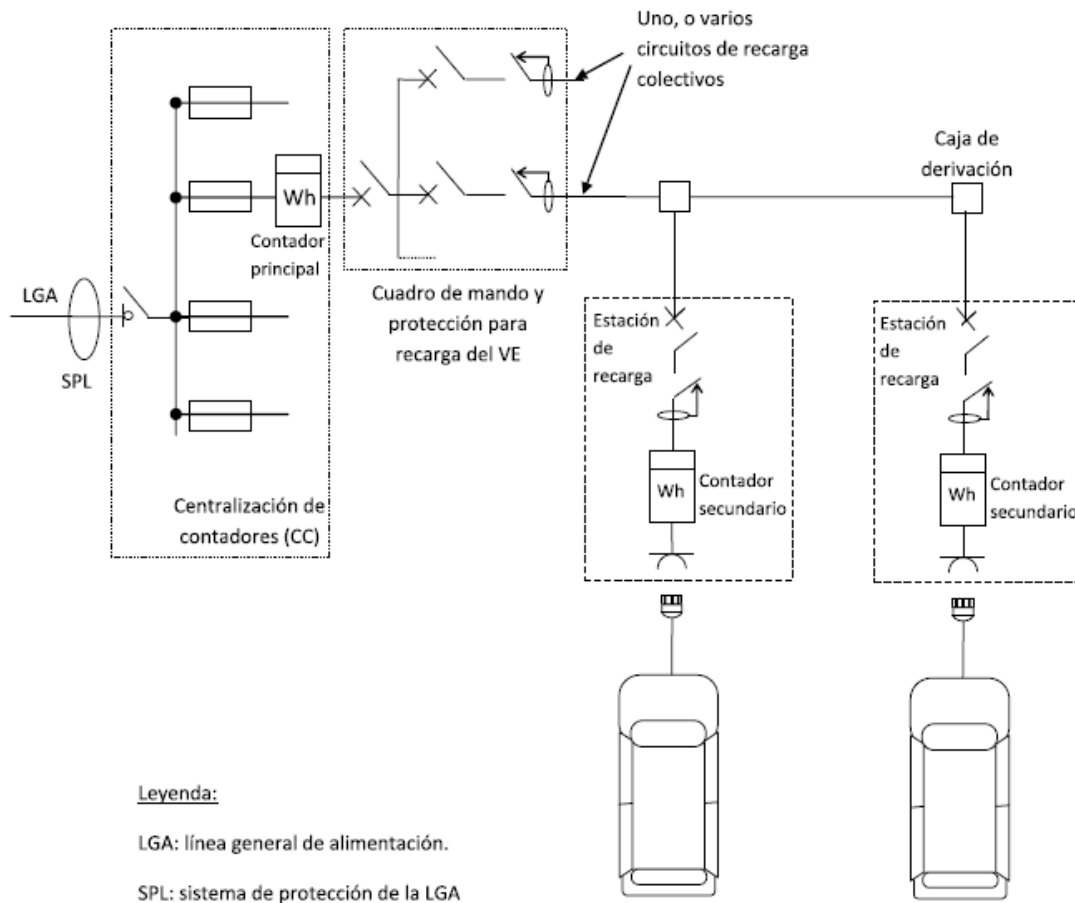 Uno, o varios
circuitos de recarga
colectivos
Caja de
derivación
Wh
Contador
principal
LGA
SPL
Cuadro de mando y
protección para
recarga del VE
Estación
de
recarga
Estación
de
recarga
Centralización de
contadores (CC)
Wh
Contador
secundario
Wh
Contador
secundario
Leyenda:
LGA: línea general de alimentación.
SPL: sistema de protección de la LGA